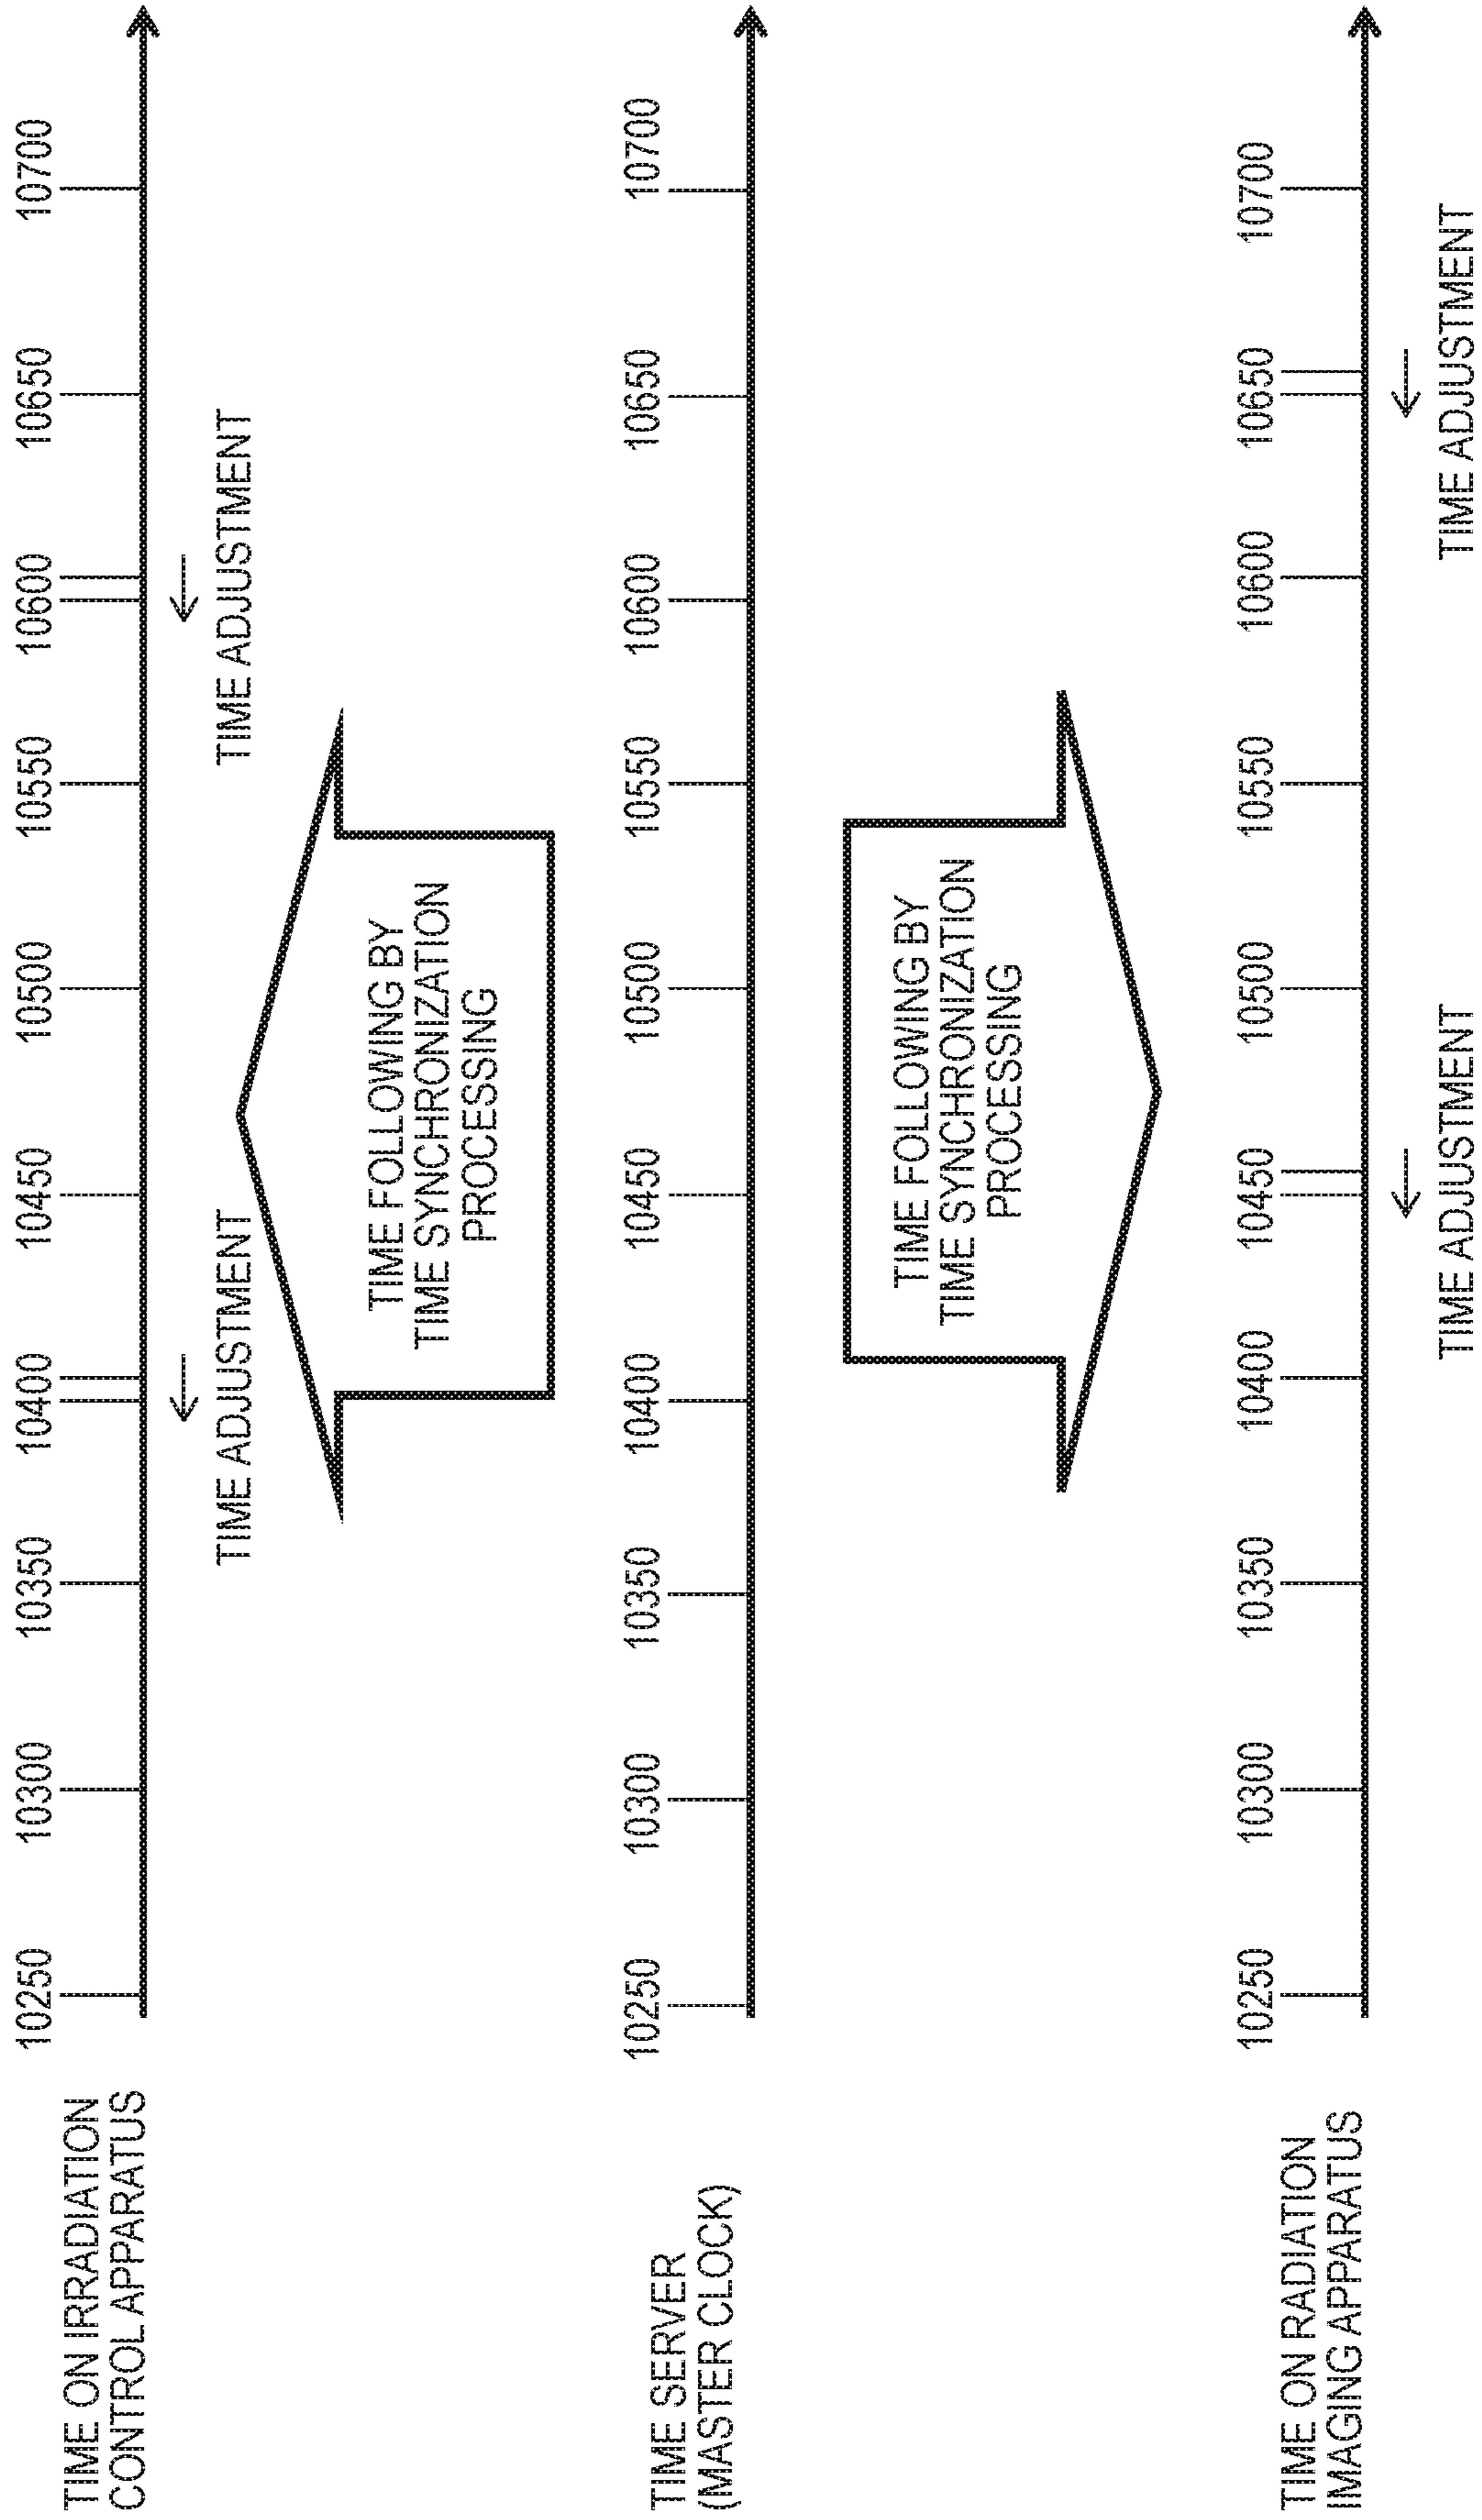 TIME ON IRRADIATION
CONTROL APPARATUS
10250
10300
10350
10400
10450
10500
10550
10600
10650
10700
TIME ADJUSTMENT
TIME ADJUSTMENT
TIME FOLLOWING BY
TIME SYNCHRONIZATION
PROCESSING
TIME SERVER
(MASTER CLOCK)
10250
10300
10350
10400
10450
10500
10550
10600
10650
10700
TIME FOLLOWING BY
TIME SYNCHRONIZATION
PROCESSING
TIME ON RADIATION
IMAGING APPARATUS
10250
10300
10350
10400
10450
10500
10550
10600
10650
10700
TIME ADJUSTMENT
TIME ADJUSTMENT